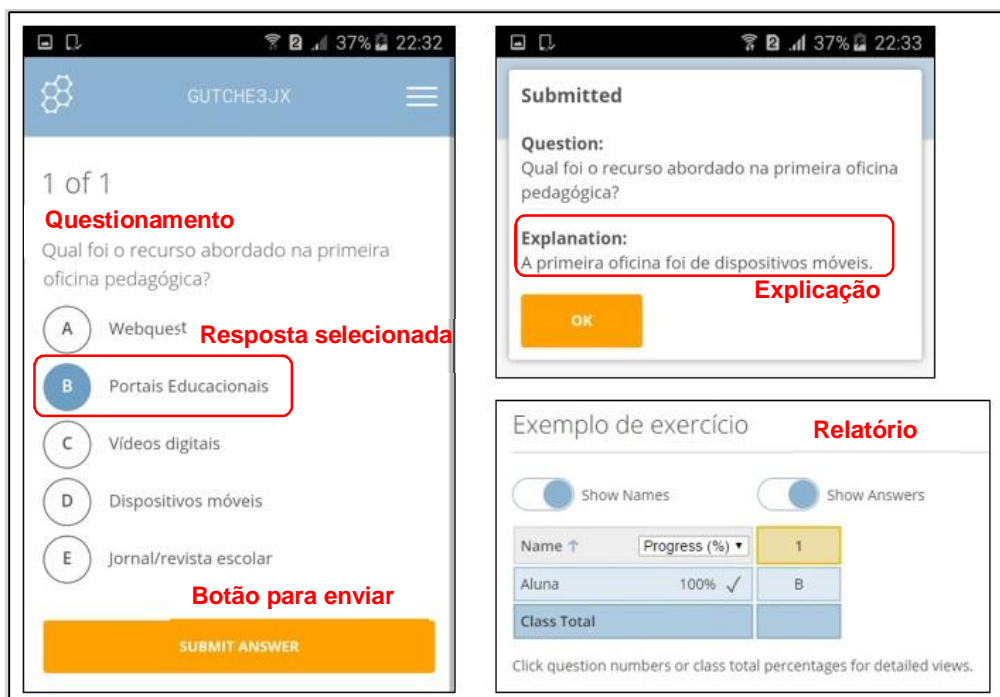 37% 22:32
GUTCHE3JX
1 of 1
Questionamento
Qual foi o recurso abordado na primeira
oficina pedagógica?
A Webquest
Resposta selecionada
B Portais Educacionais
C Vídeos digitais
D Dispositivos móveis
E Jornal/revista escolar
Botão para enviar
SUBMIT ANSWER
2 37% 22:33
Submitted
Question:
Qual foi o recurso abordado na primeira oficina
pedagógica?
Explanation:
A primeira oficina foi de dispositivos móveis.
Explicação
OK
Exemplo de exercício
Relatório
Show Names Show Answers
Name ↑ Progress (%) ▾ 1
Aluna 100% ✓ B
Class Total
Click question numbers or class total percentages for detailed views.